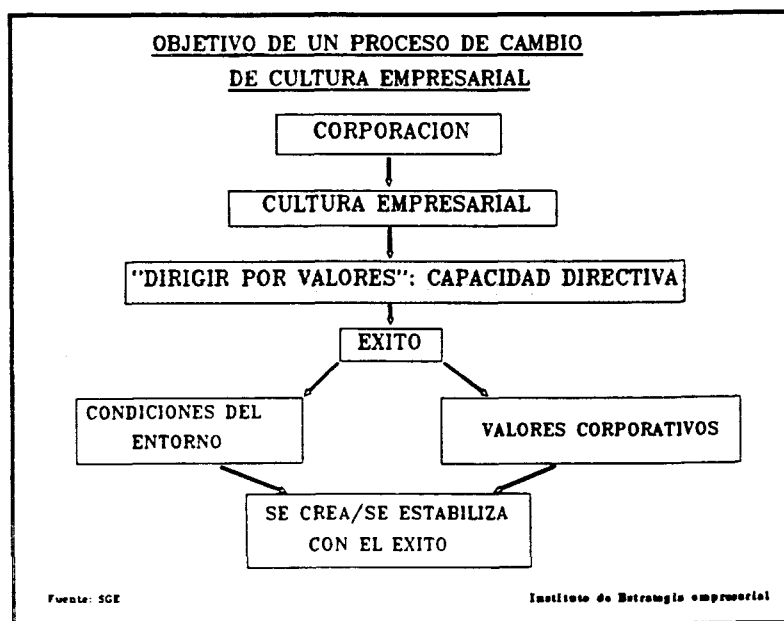 OBJETIVO DE UN PROCESO DE CAMBIO
DE CULTURA EMPRESARIAL
CORPORACION
CULTURA EMPRESARIAL
"DIRIGIR POR VALORES": CAPACIDAD DIRECTIVA
EXITO
CONDICIONES DEL
ENTORNO
VALORES CORPORATIVOS
SE CREA/SE ESTABILIZA
CON EL EXITO
Fuente: SGE
Instituto de Estrategia empresarial